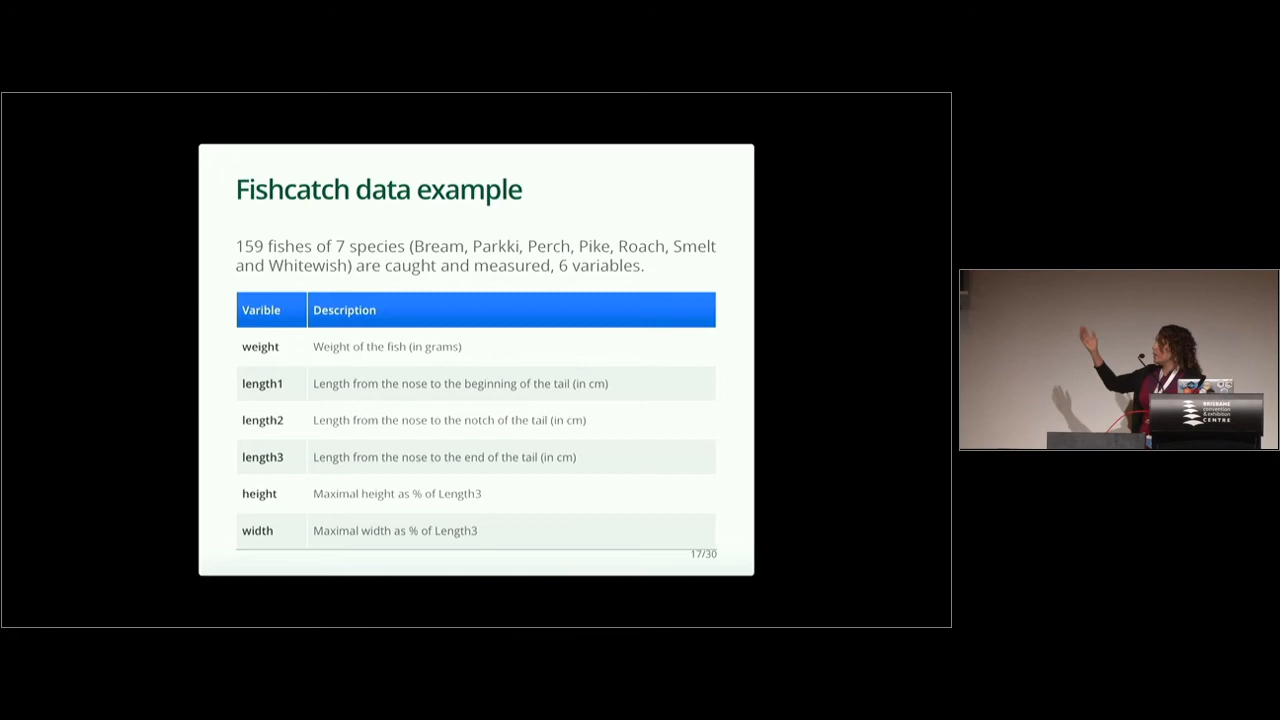 Fishcatch data example
159 fishes of 7 species (Bream, Parkki, Perch, Pike, Roach, Smelt
and Whitewish) are caught and measured, 6 variables.
Varible Description
weight Weight of the fish (in grams)
length1 Length from the nose to the beginning of the tail (in cm)
length2 Length from the nose to the notch of the tail (in cm)
length3 Length from the nose to the end of the tail (in cm)
height Maximal height as % of Length3
width Maximal width as % of Length3
17/30
BRISBANE
convention
& exhibition
CENTRE